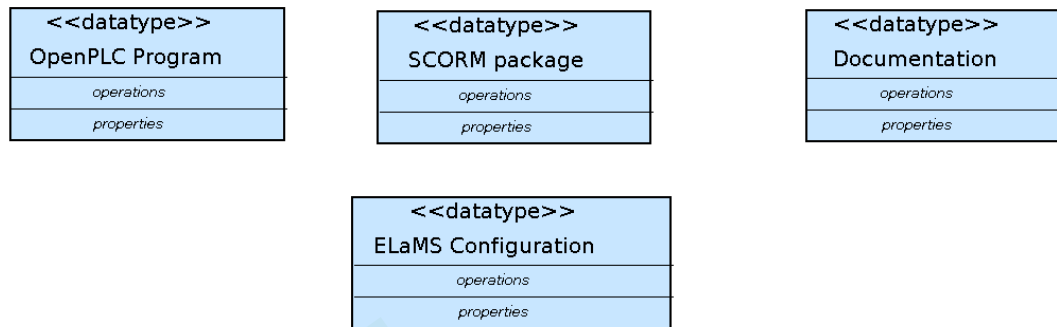 <<datatype>>
OpenPLC Program
operations
properties
<<datatype>>
SCORM package
operations
properties
<<datatype>>
Documentation
operations
properties
<<datatype>>
ELaMS Configuration
operations
properties